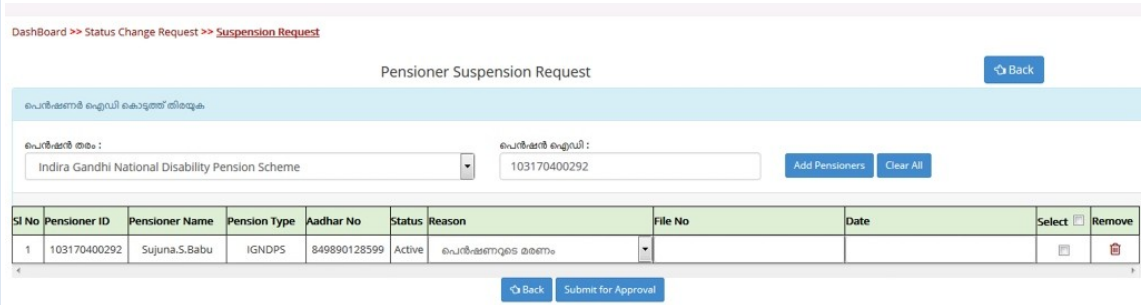 DashBoard >> Status Change Request >> Suspension Request
Pensioner Suspension Request
Back
പെൻഷണർ ഐഡി കൊടുത്ത് തിരയുക
പെൻഷൻ തരം :
പെൻഷൻ ഐഡി :
Indira Gandhi National Disability Pension Scheme
103170400292
Add Pensioners
Clear All
Sl No Pensioner ID Pensioner Name Pension Type Aadhar No Status Reason File No Date Select Remove
1 103170400292 Sujuna.S.Babu IGNDPS 849890128599 Active പെൻഷണറുടെ മരണം
Back
Submit for Approval